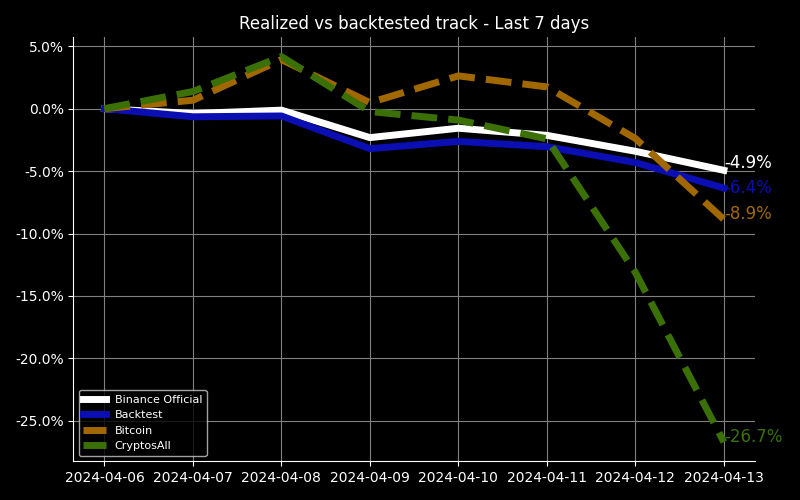 Realized vs backtested track - Last 7 days
5.0%
0.0%
-5.0%
-10.0%
-15.0%
-20.0%
-25.0%
-4.9%
-6.4%
-8.9%
-26.7%
Binance Official
Backtest
Bitcoin
CryptosAll
2024-04-06 2024-04-07 2024-04-08 2024-04-09 2024-04-10 2024-04-11 2024-04-12 2024-04-13